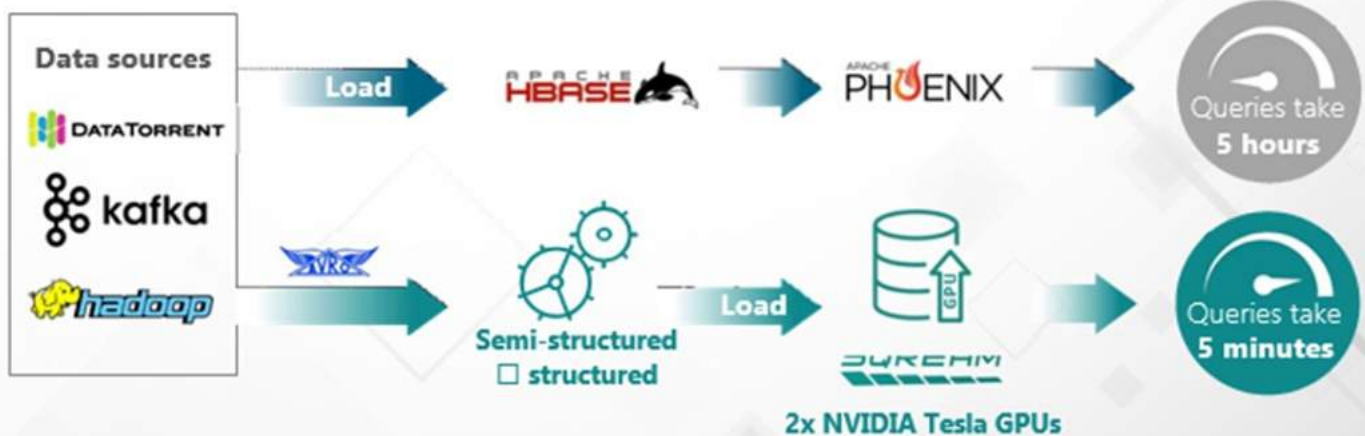 Data sources
DATATORRENT
kafka
hadoop
Load
APACHE
HBASE
APACHE
PHOENIX
Queries take
5 hours
AVRO
Semi-structured
□ structured
Load
GPU
SQREAM
2x NVIDIA Tesla GPUs
Queries take
5 minutes